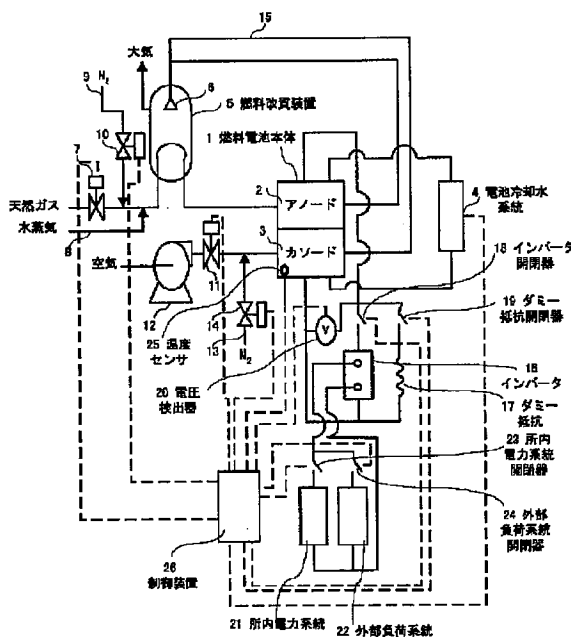 15
大気
9 N₂
6
5 燃料改質装置
1 燃料電池本体
10
7
2 アノード
4 電池冷却水
系統
天然ガス
水蒸気
8
3 カソード
18 インバータ
開閉器
空気
11
19 ダミー
抵抗開閉器
12
14
25 温度
センサ
13 N₂
V
20 電圧
検出器
16
インバータ
17 ダミー
抵抗
23 所内
電力系統
開閉器
24 外部
負荷系統
開閉器
26
制御装置
21 所内電力系統
22 外部負荷系統